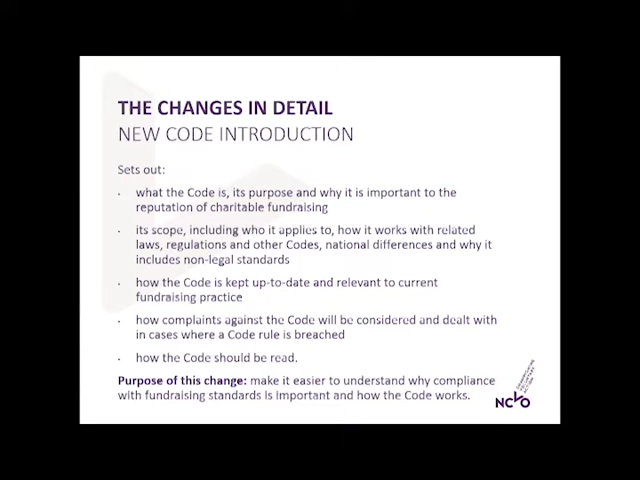 THE CHANGES IN DETAIL
NEW CODE INTRODUCTION
Sets out:
· what the Code is, its purpose and why it is important to the
reputation of charitable fundraising
· its scope, including who it applies to, how it works with related
laws, regulations and other Codes, national differences and why it
includes non-legal standards
· how the Code is kept up-to-date and relevant to current
fundraising practice
· how complaints against the Code will be considered and dealt with
in cases where a Code rule is breached
· how the Code should be read.
Purpose of this change: make it easier to understand why compliance
with fundraising standards is important and how the Code works.
NCVO